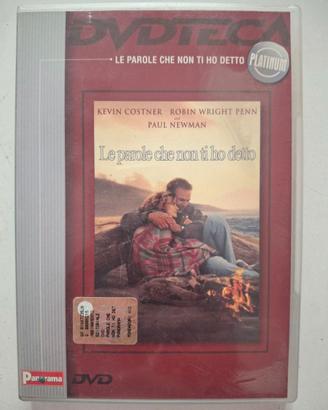 DVDTECA
• LE PAROLE CHE NON TI HO DETTO
PLATINUM
KEVIN COSTNER ROBIN WRIGHT PENN
and
PAUL NEWMAN
Le parole che non ti ho detto
Panorama
DVD